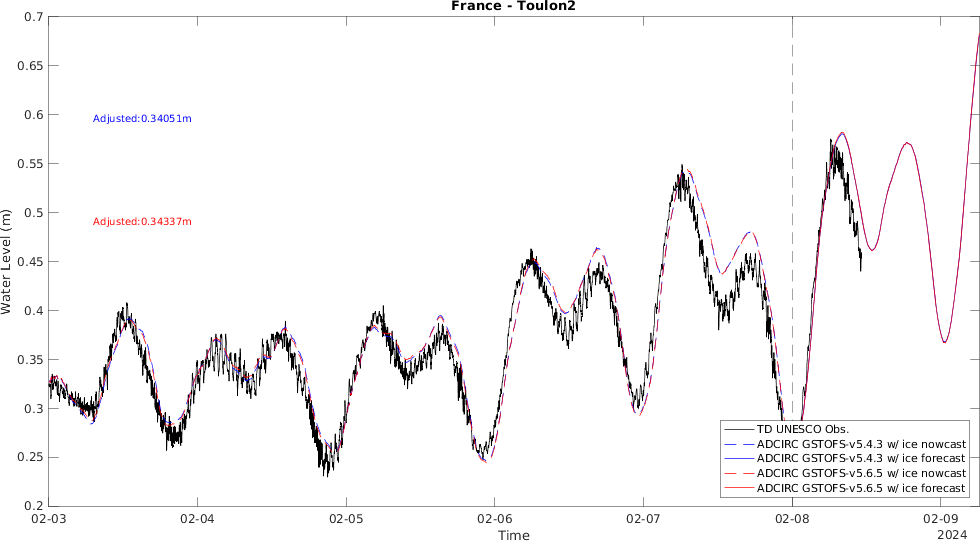 France - Toulon2
0.7
0.65
0.6
0.55
0.5
0.45
0.4
0.35
0.3
0.25
0.2
Water Level (m)
Adjusted:0.34051m
Adjusted:0.34337m
TD UNESCO Obs.
ADCIRC GSTOFS-v5.4.3 w/ ice nowcast
ADCIRC GSTOFS-v5.4.3 w/ ice forecast
ADCIRC GSTOFS-v5.6.5 w/ ice nowcast
ADCIRC GSTOFS-v5.6.5 w/ ice forecast
02-03 02-04 02-05 02-06 02-07 02-08 02-09
2024
Time